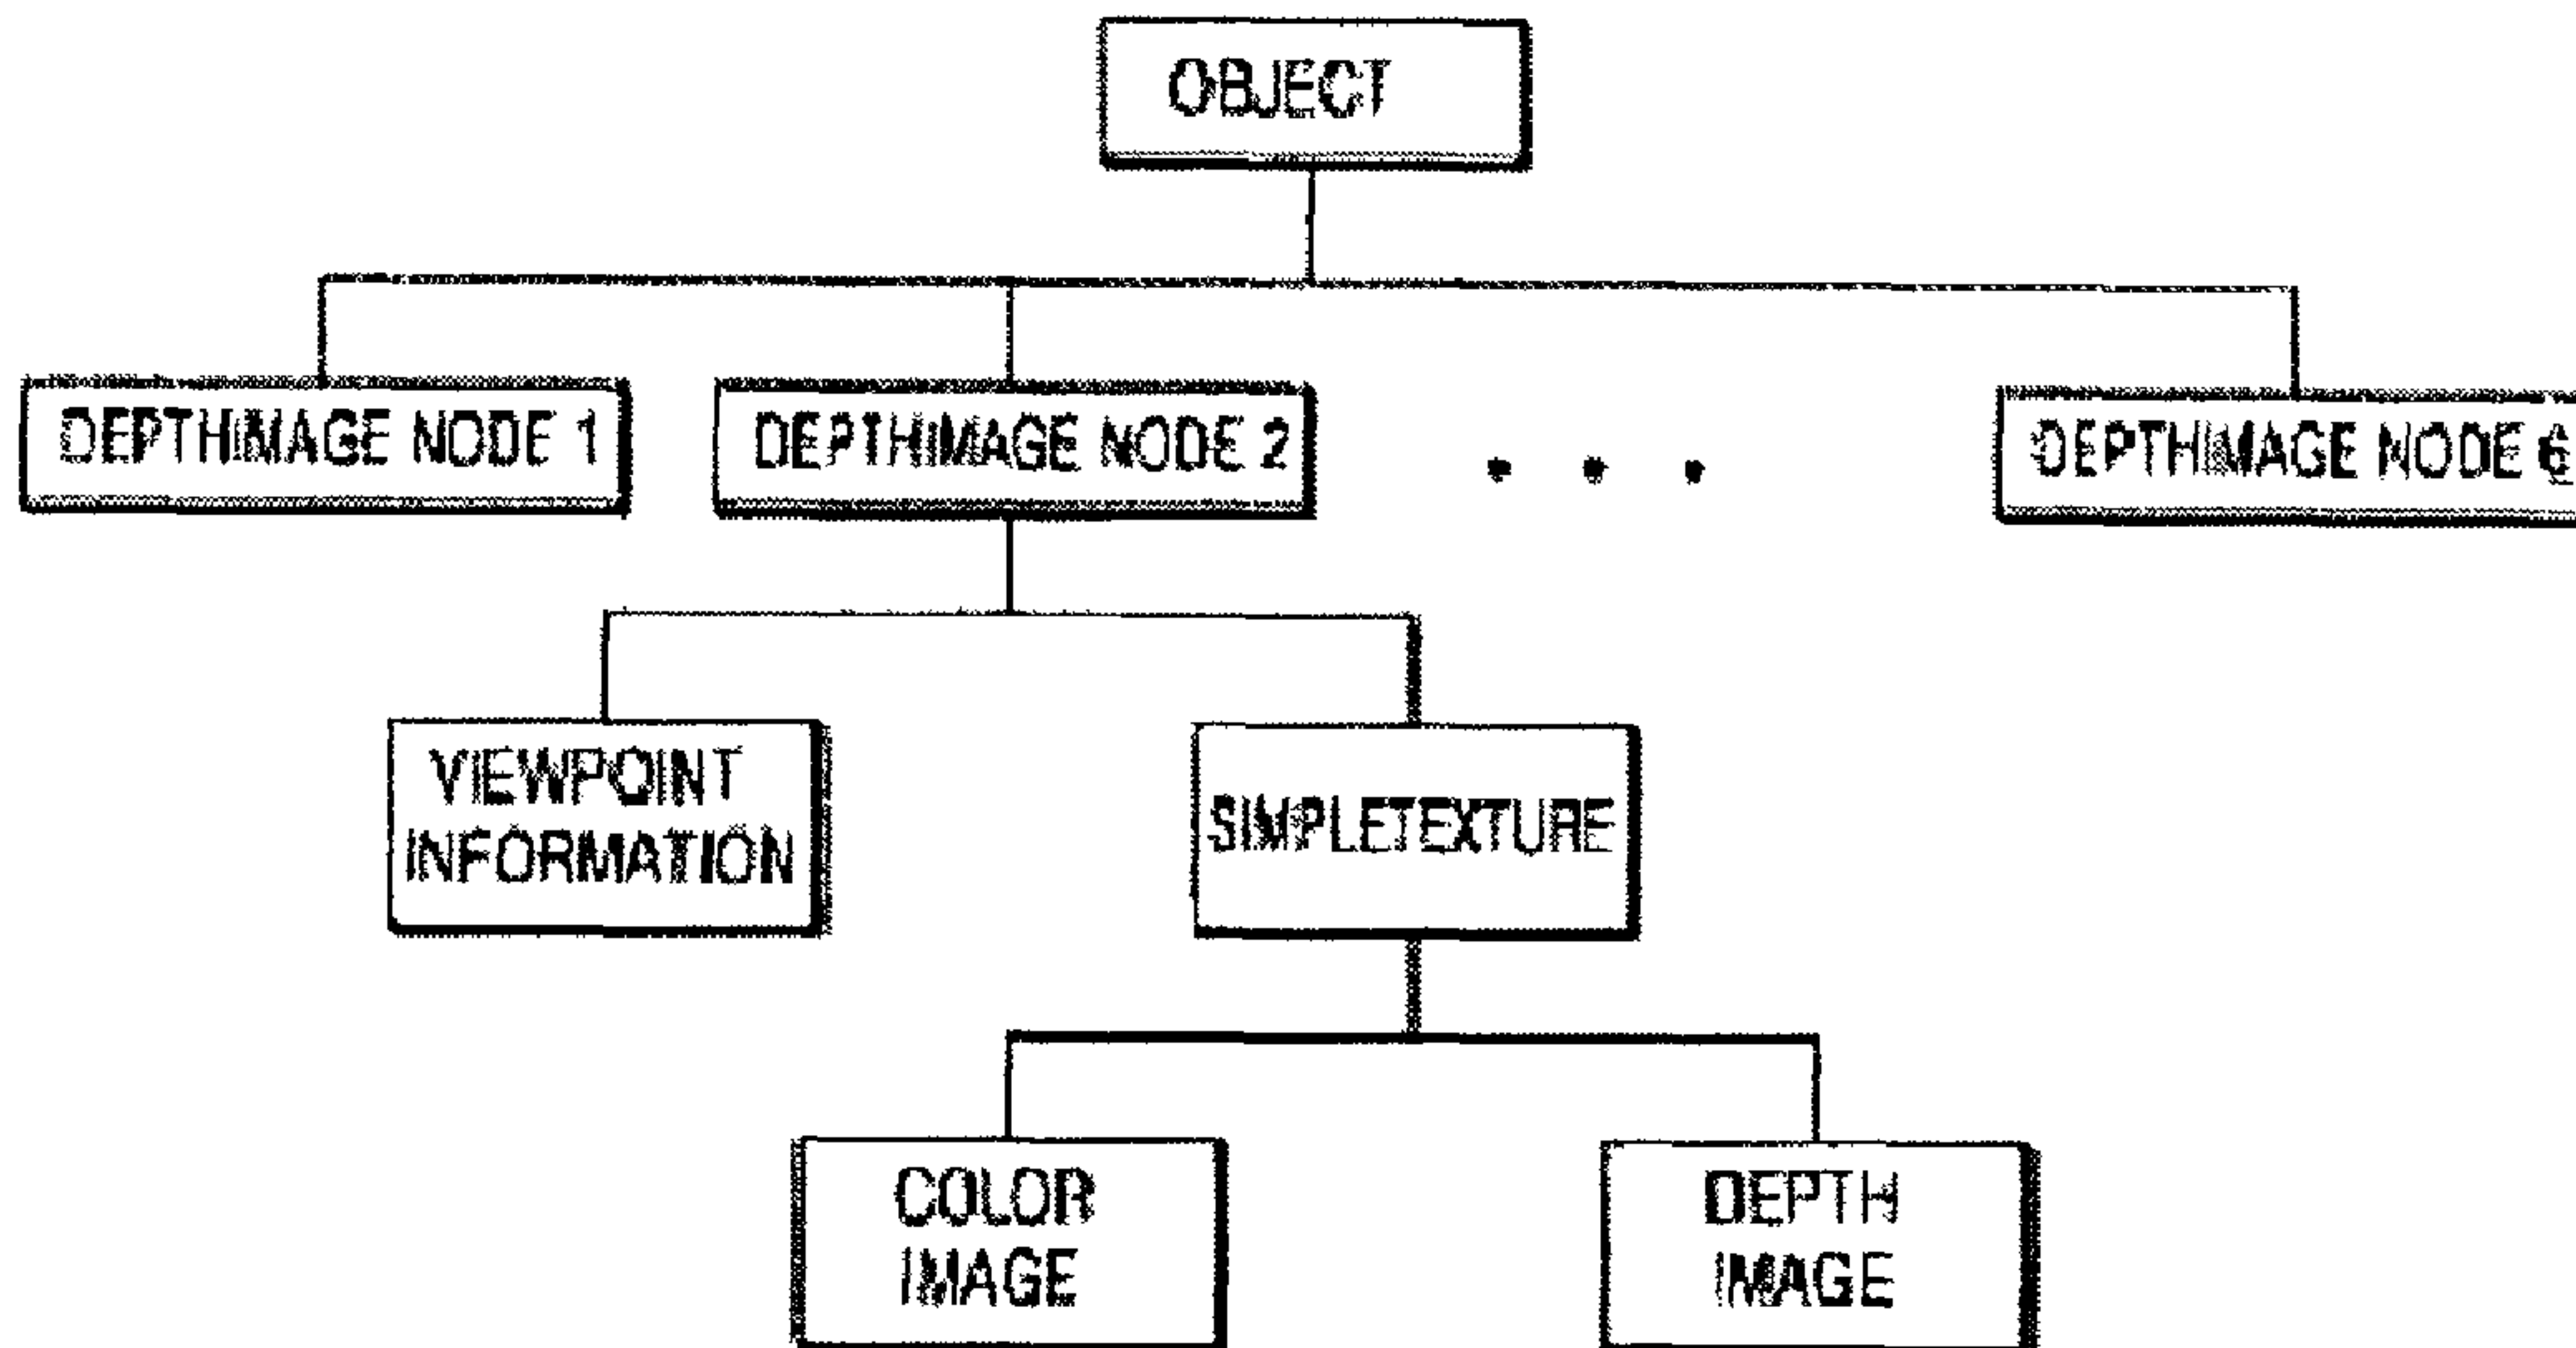 OBJECT
DEPTHIMAGE NODE 1
DEPTHIMAGE NODE 2
• • •
DEPTHIMAGE NODE 6
VIEWPOINT
INFORMATION
SIMPLETEXTURE
COLOR
IMAGE
DEPTH
IMAGE